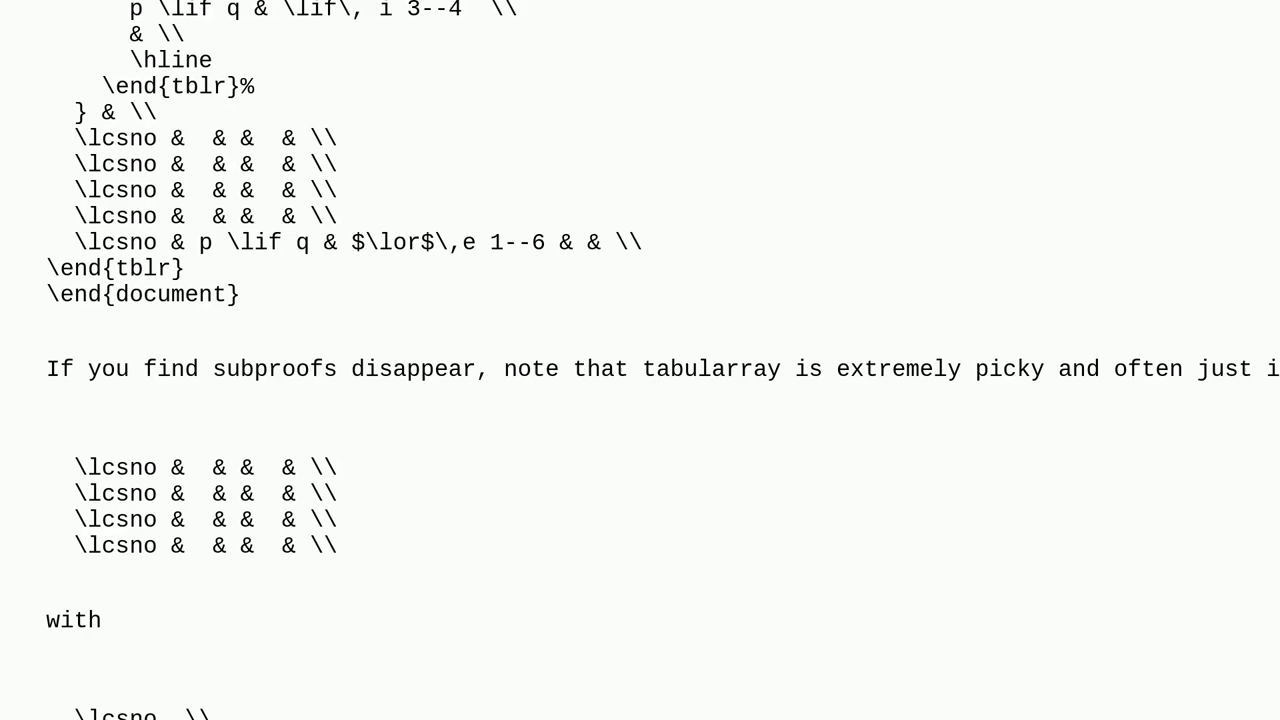 p \lif q & \lif\, i 3--4  \\
& \\
\hline
\end{tblr}%
} & \\
\lcsno &  & &  & \\
\lcsno &  & &  & \\
\lcsno &  & &  & \\
\lcsno &  & &  & \\
\lcsno & p \lif q & $\lor$\,e 1--6 & & \\
\end{tblr}
\end{document}
If you find subproofs disappear, note that tabularray is extremely picky and often just i
\lcsno &  & &  & \\
\lcsno &  & &  & \\
\lcsno &  & &  & \\
\lcsno &  & &  & \\
with
\lcsno  \\